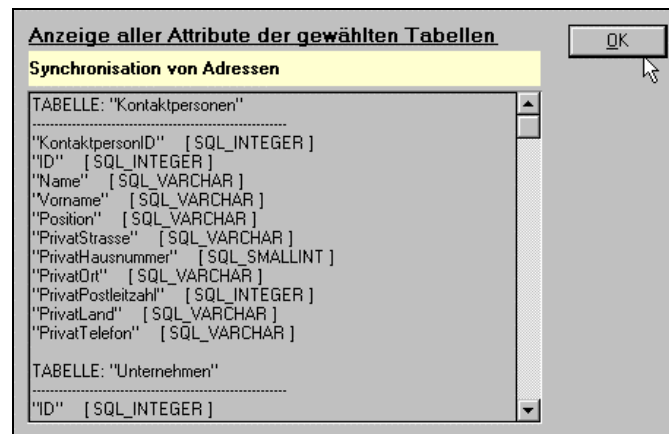 Anzeige aller Attribute der gewählten Tabellen
OK
Synchronisation von Adressen
TABELLE: "Kontaktpersonen"
------------------------------------------------------------
"KontaktpersonID" [ SQL_INTEGER ]
"ID" [ SQL_INTEGER ]
"Name" [ SQL_VARCHAR ]
"Vorname" [ SQL_VARCHAR ]
"Position" [ SQL_VARCHAR ]
"PrivatStrasse" [ SQL_VARCHAR ]
"PrivatHausnummer" [ SQL_SMALLINT ]
"PrivatOrt" [ SQL_VARCHAR ]
"PrivatPostleitzahl" [ SQL_INTEGER ]
"PrivatLand" [ SQL_VARCHAR ]
"PrivatTelefon" [ SQL_VARCHAR ]
TABELLE: "Unternehmen"
------------------------------------------------------------
"ID" [ SQL_INTEGER ]